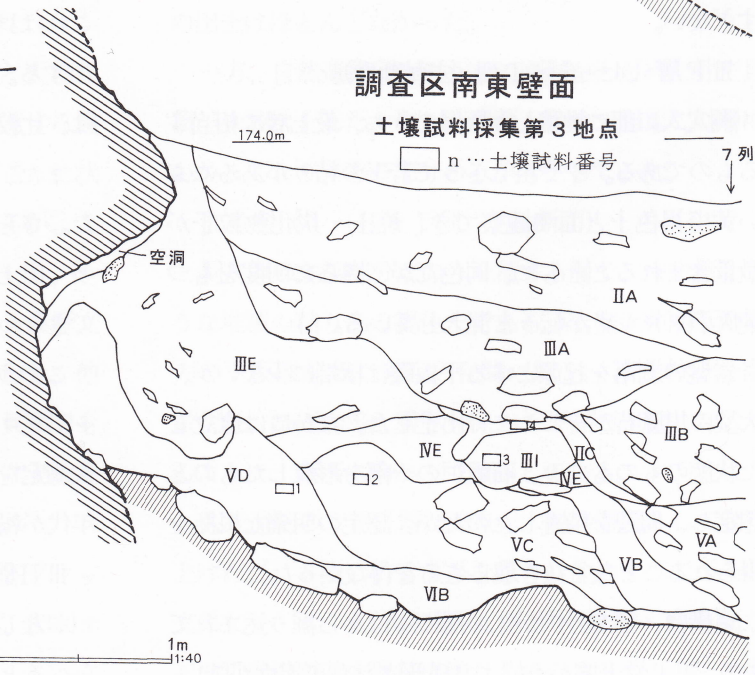 調査区南東壁面
土壌試料採集第3地点
174.0m
n…土壌試料番号
7列
空洞
ⅡA
ⅢE
ⅢA
ⅢB
4
ⅣE
3
ⅢI
ⅡC
ⅣE
ⅤD
1
2
ⅤC
ⅤB
ⅤA
ⅥB
1m
1:40